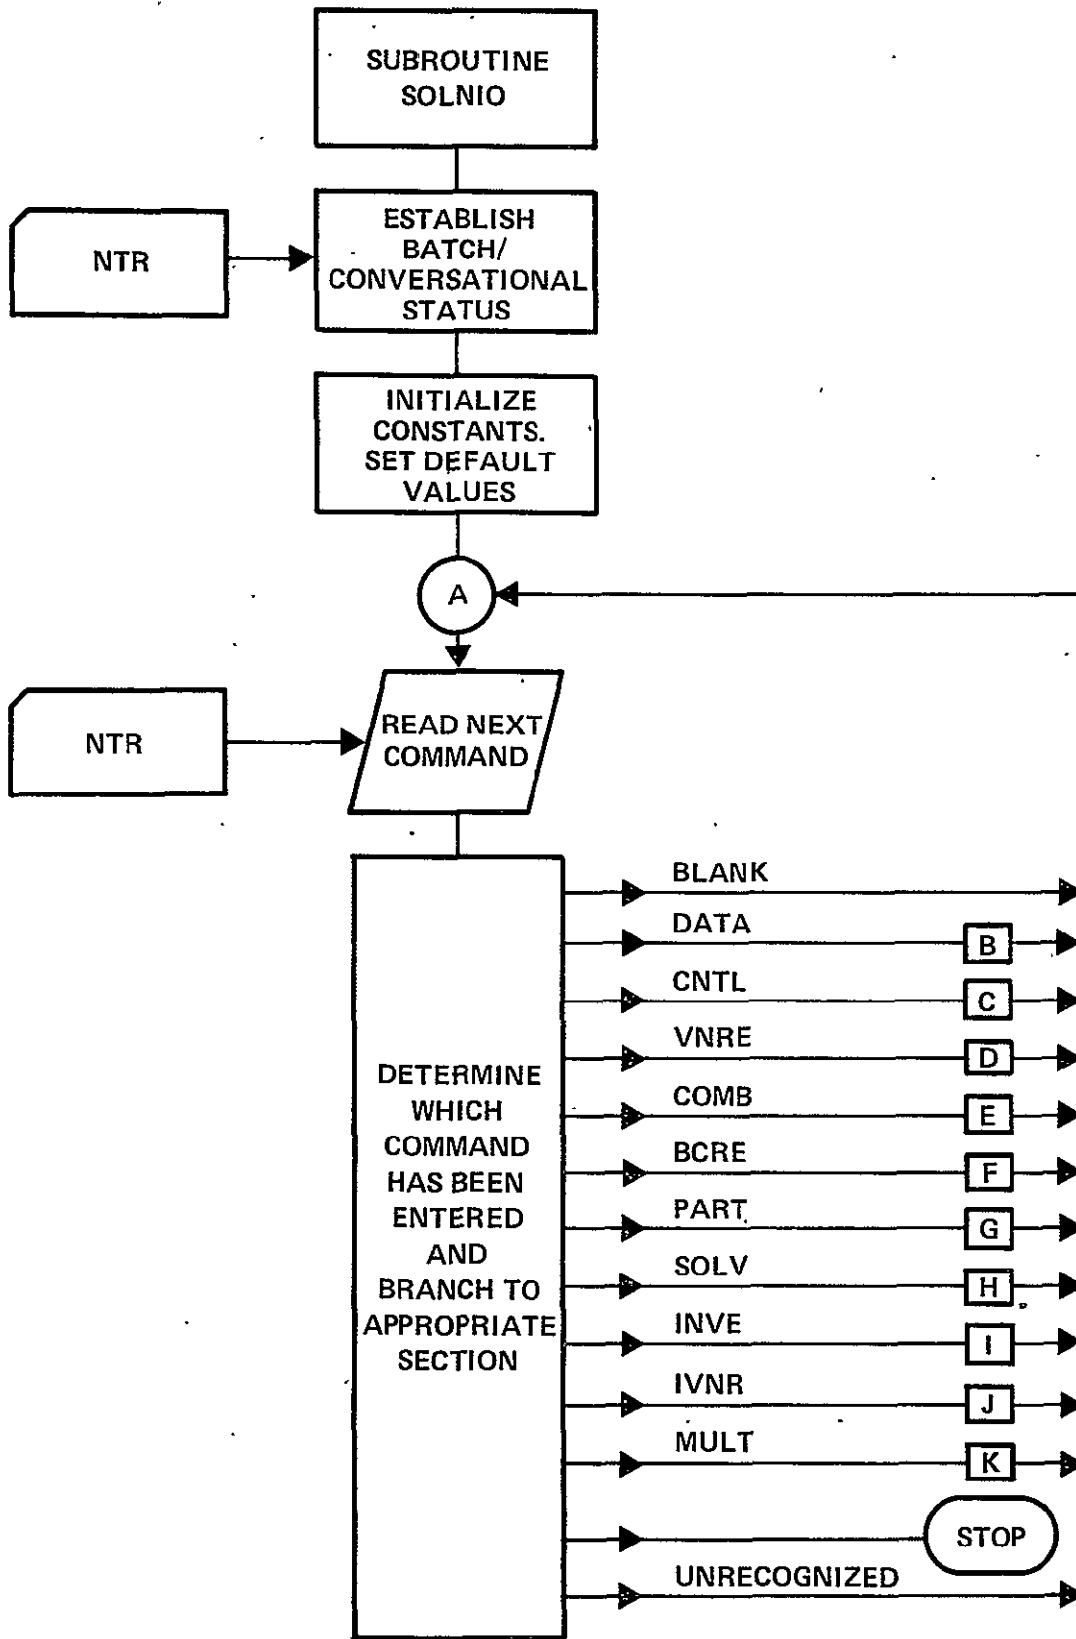 SUBROUTINE
SOLNIO
NTR
ESTABLISH
BATCH/
CONVERSATIONAL
STATUS
INITIALIZE
CONSTANTS.
SET DEFAULT
VALUES
A
NTR
READ NEXT
COMMAND
DETERMINE
WHICH
COMMAND
HAS BEEN
ENTERED
AND
BRANCH TO
APPROPRIATE
SECTION
BLANK
DATA B
CNTL C
VNRE D
COMB E
BCRE F
PART G
SOLV H
INVE I
IVNR J
MULT K
STOP
UNRECOGNIZED